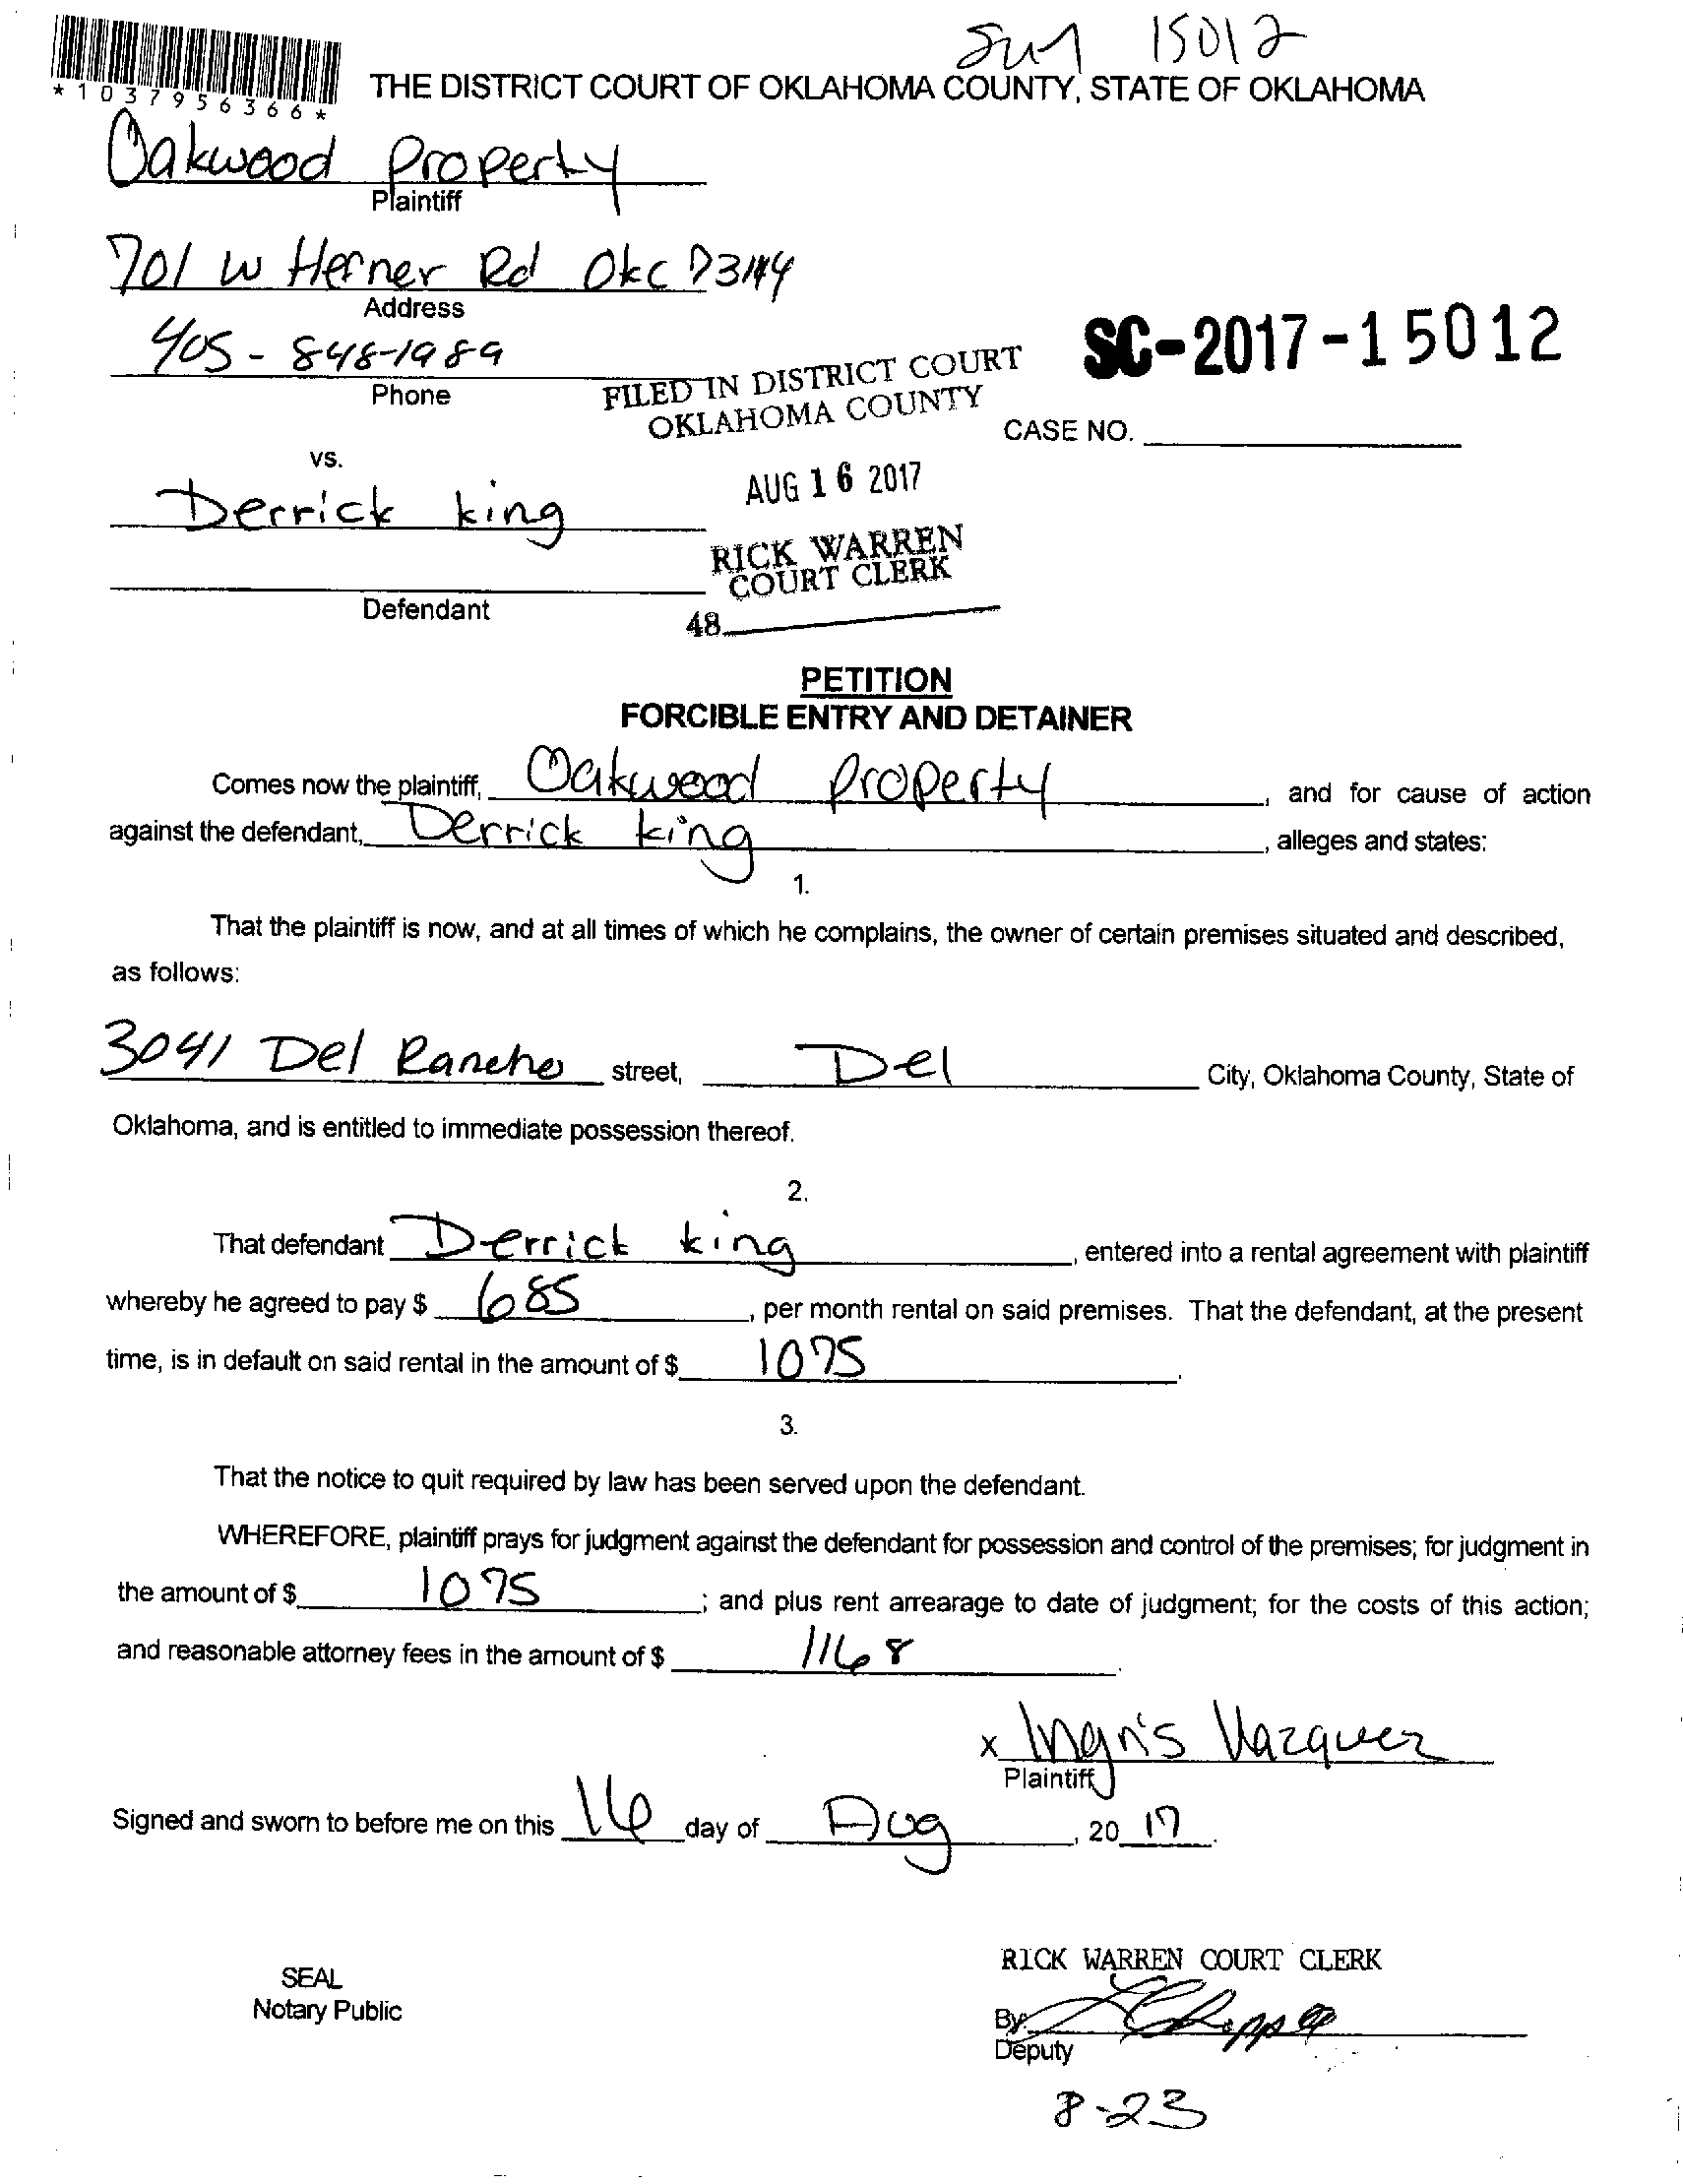 15012
*1037956366*
THE DISTRICT COURT OF OKLAHOMA COUNTY, STATE OF OKLAHOMA
Oakwood Property
Plaintiff
701 W Hefner Rd Okc
Address
405-848-1989
Phone
SC-2017-15012
FILED IN DISTRICT COURT
OKLAHOMA COUNTY
CASE NO.
vs.
AUG 16 2017
Derrick king
RICK WARREN
COURT CLERK
Defendant
48
PETITION
FORCIBLE ENTRY AND DETAINER
Comes now the plaintiff, Oakwood Property, and for cause of action
against the defendant, Derrick king, alleges and states:
1.
That the plaintiff is now, and at all times of which he complains, the owner of certain premises situated and described,
as follows:
3041 Del Rancho street, Del City, Oklahoma County, State of
Oklahoma, and is entitled to immediate possession thereof.
2.
That defendant Derrick king, entered into a rental agreement with plaintiff
whereby he agreed to pay $ 685, per month rental on said premises. That the defendant, at the present
time, is in default on said rental in the amount of $ 1075.
3.
That the notice to quit required by law has been served upon the defendant.
WHEREFORE, plaintiff prays for judgment against the defendant for possession and control of the premises; for judgment in
the amount of $ 1075; and plus rent arrearage to date of judgment; for the costs of this action;
and reasonable attorney fees in the amount of $ 1168.
x Ingris Vazquez
Plaintiff
Signed and sworn to before me on this 16 day of Aug, 20 17.
RICK WARREN COURT CLERK
SEAL
Notary Public
By
Deputy
8-23